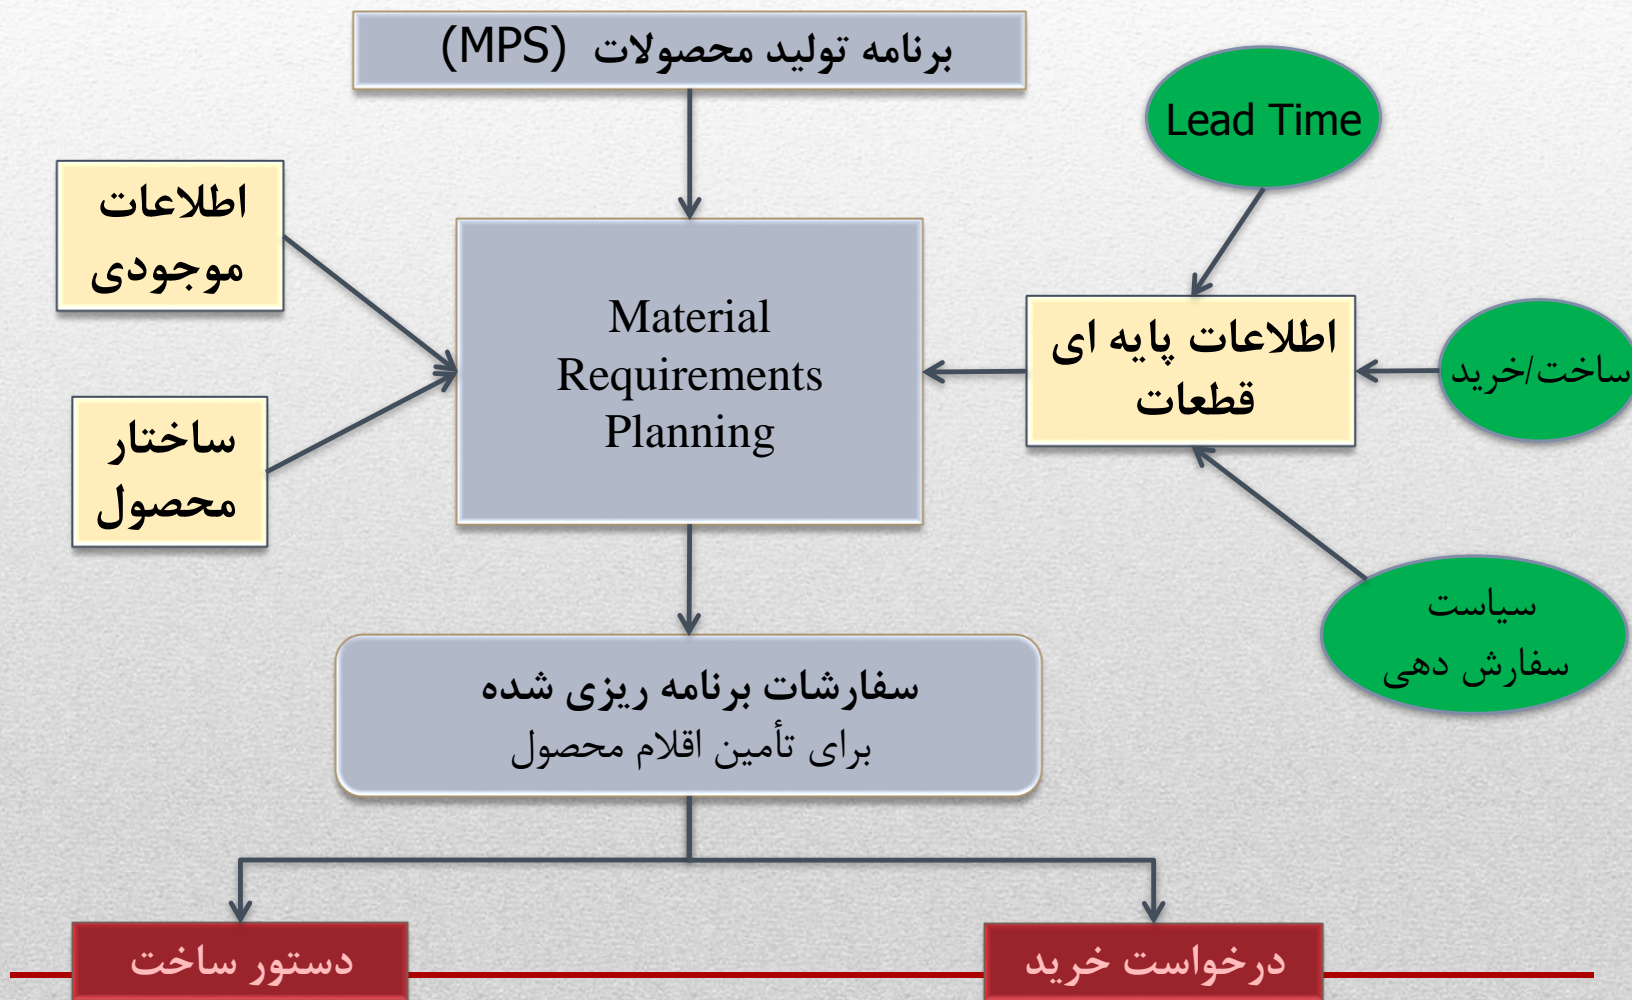 برنامه تولید محصولات (MPS)
Lead Time
اطلاعات
موجودی
Material
Requirements
Planning
اطلاعات پایه ای
قطعات
ساخت/خرید
ساختار
محصول
سیاست
سفارش دهی
سفارشات برنامه ریزی شده
برای تأمین اقلام محصول
درخواست خرید
دستور ساخت